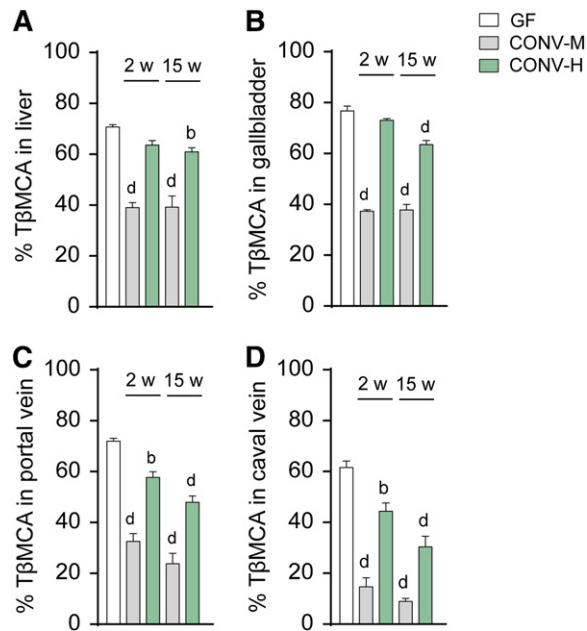 A
% TβMCA in liver
100
80
60
40
20
0
2 w 15 w
d d b
B
% TβMCA in gallbladder
100
80
60
40
20
0
2 w 15 w
d d d
GF
CONV-M
CONV-H
C
% TβMCA in portal vein
100
80
60
40
20
0
2 w 15 w
d b d d
D
% TβMCA in caval vein
100
80
60
40
20
0
2 w 15 w
d b d d